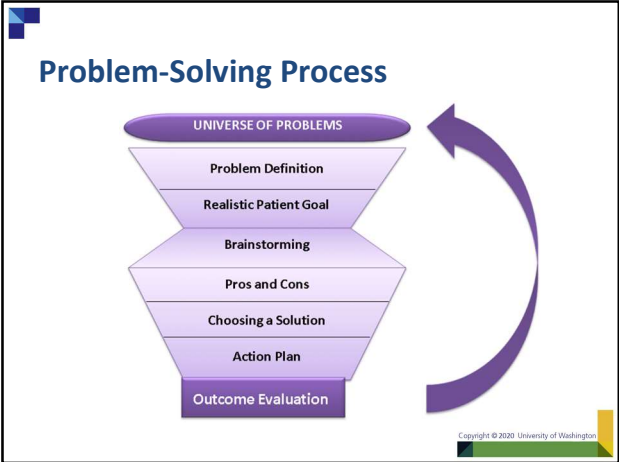 Problem-Solving Process
UNIVERSE OF PROBLEMS
Problem Definition
Realistic Patient Goal
Brainstorming
Pros and Cons
Choosing a Solution
Action Plan
Outcome Evaluation
Copyright © 2020 University of Washington